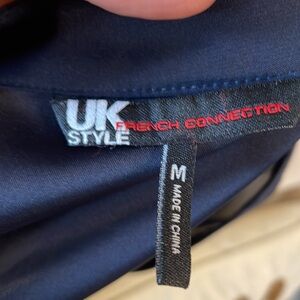 UK
STYLE
FRENCH CONNECTION
M
MADE IN CHINA